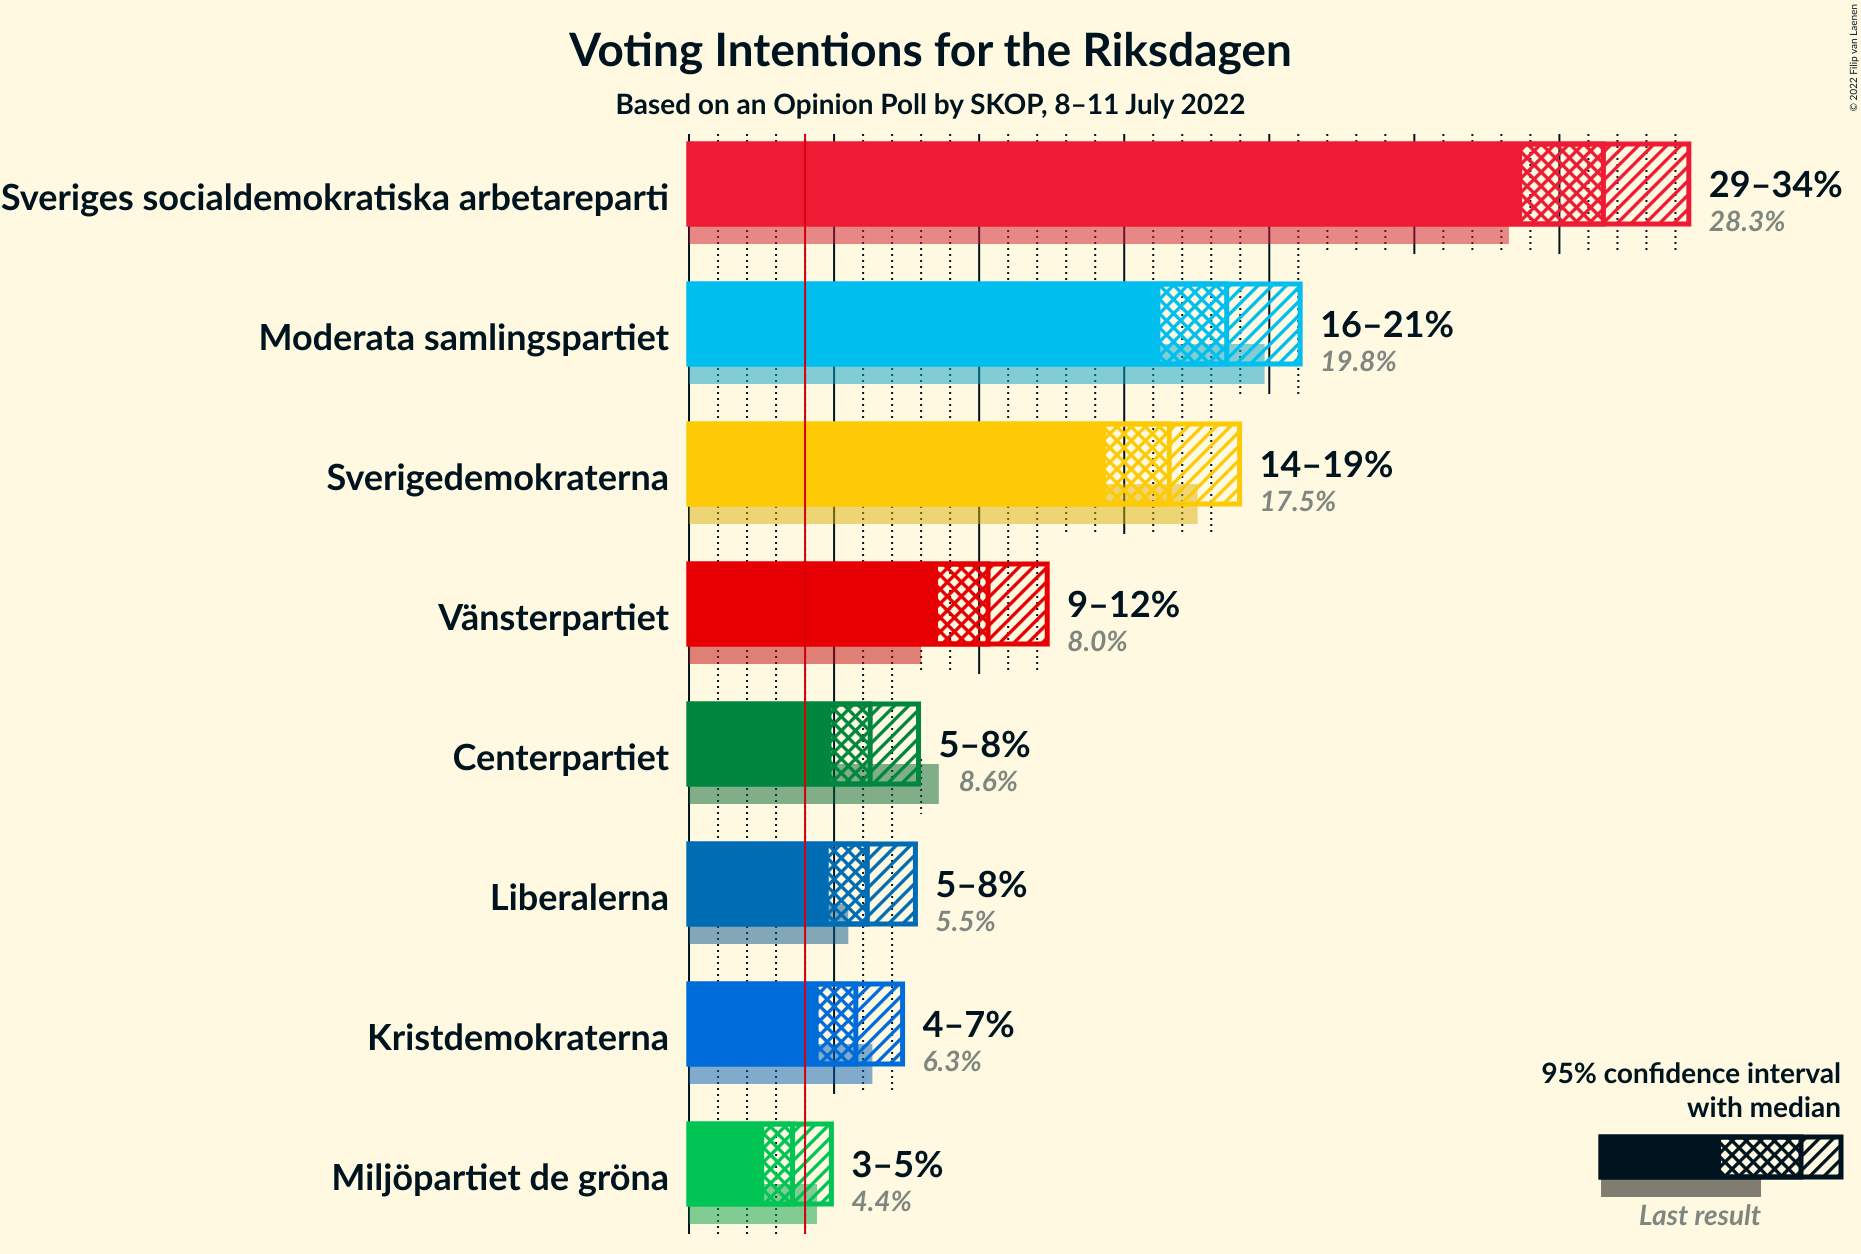 Voting Intentions for the Riksdagen
Based on an Opinion Poll by SKOP, 8–11 July 2022
© 2022 Filip van Laenen
Sveriges socialdemokratiska arbetareparti
29–34%
28.3%
Moderata samlingspartiet
16–21%
19.8%
Sverigedemokraterna
14–19%
17.5%
Vänsterpartiet
9–12%
8.0%
Centerpartiet
5–8%
8.6%
Liberalerna
5–8%
5.5%
Kristdemokraterna
4–7%
6.3%
Miljöpartiet de gröna
3–5%
4.4%
95% confidence interval
with median
Last result